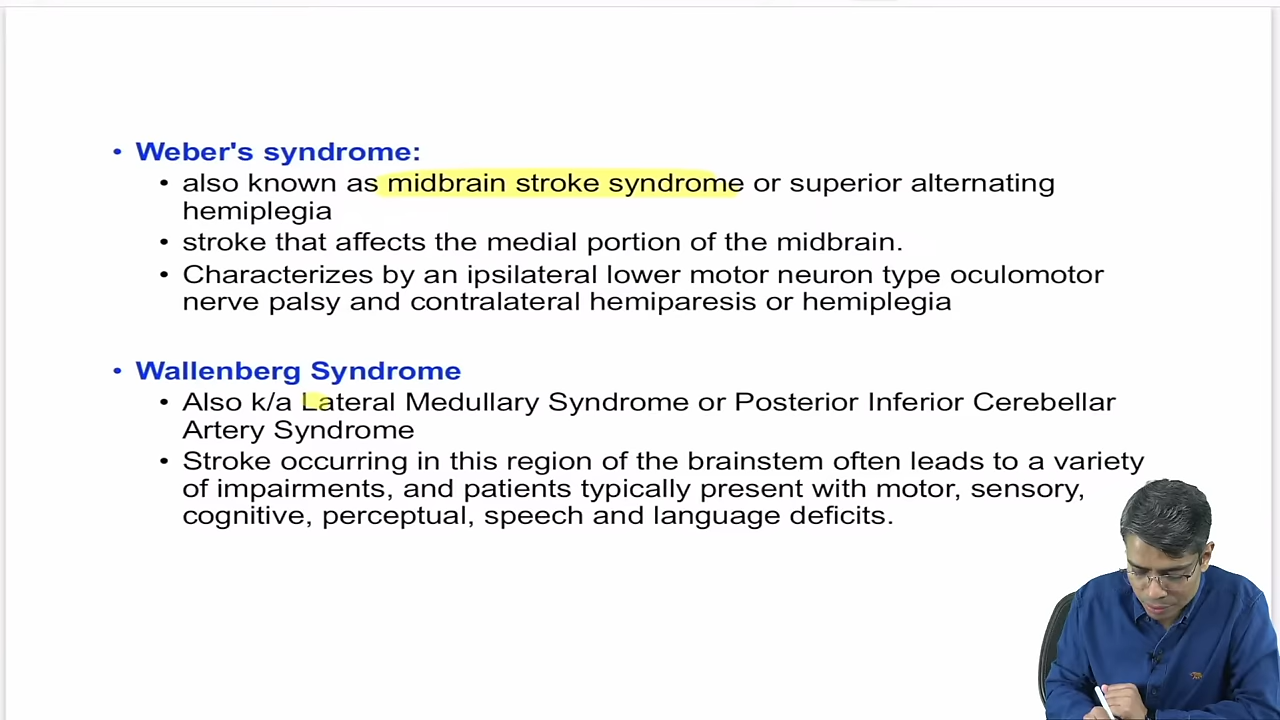 • Weber's syndrome:
• also known as midbrain stroke syndrome or superior alternating
hemiplegia
• stroke that affects the medial portion of the midbrain.
• Characterizes by an ipsilateral lower motor neuron type oculomotor
nerve palsy and contralateral hemiparesis or hemiplegia
• Wallenberg Syndrome
• Also k/a Lateral Medullary Syndrome or Posterior Inferior Cerebellar
Artery Syndrome
• Stroke occurring in this region of the brainstem often leads to a variety
of impairments, and patients typically present with motor, sensory,
cognitive, perceptual, speech and language deficits.